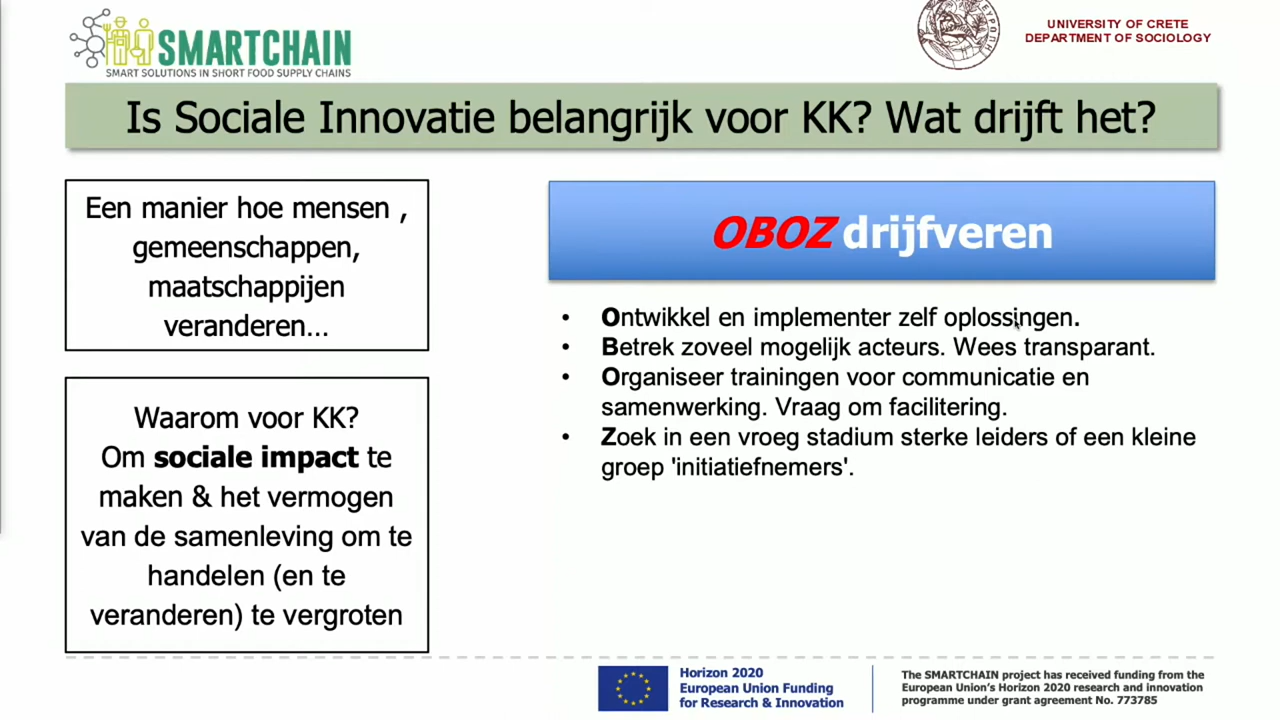 SMARTCHAIN
SMART SOLUTIONS IN SHORT FOOD SUPPLY CHAINS
UNIVERSITY OF CRETE
DEPARTMENT OF SOCIOLOGY
Is Sociale Innovatie belangrijk voor KK? Wat drijft het?
Een manier hoe mensen ,
gemeenschappen,
maatschappijen
veranderen…
Waarom voor KK?
Om sociale impact te
maken & het vermogen
van de samenleving om te
handelen (en te
veranderen) te vergroten
OBOZ drijfveren
• Ontwikkel en implementer zelf oplossingen.
• Betrek zoveel mogelijk acteurs. Wees transparant.
• Organiseer trainingen voor communicatie en
samenwerking. Vraag om facilitering.
• Zoek in een vroeg stadium sterke leiders of een kleine
groep 'initiatiefnemers'.
Horizon 2020
European Union Funding
for Research & Innovation
The SMARTCHAIN project has received funding from the
European Union's Horizon 2020 research and innovation
programme under grant agreement No. 773785